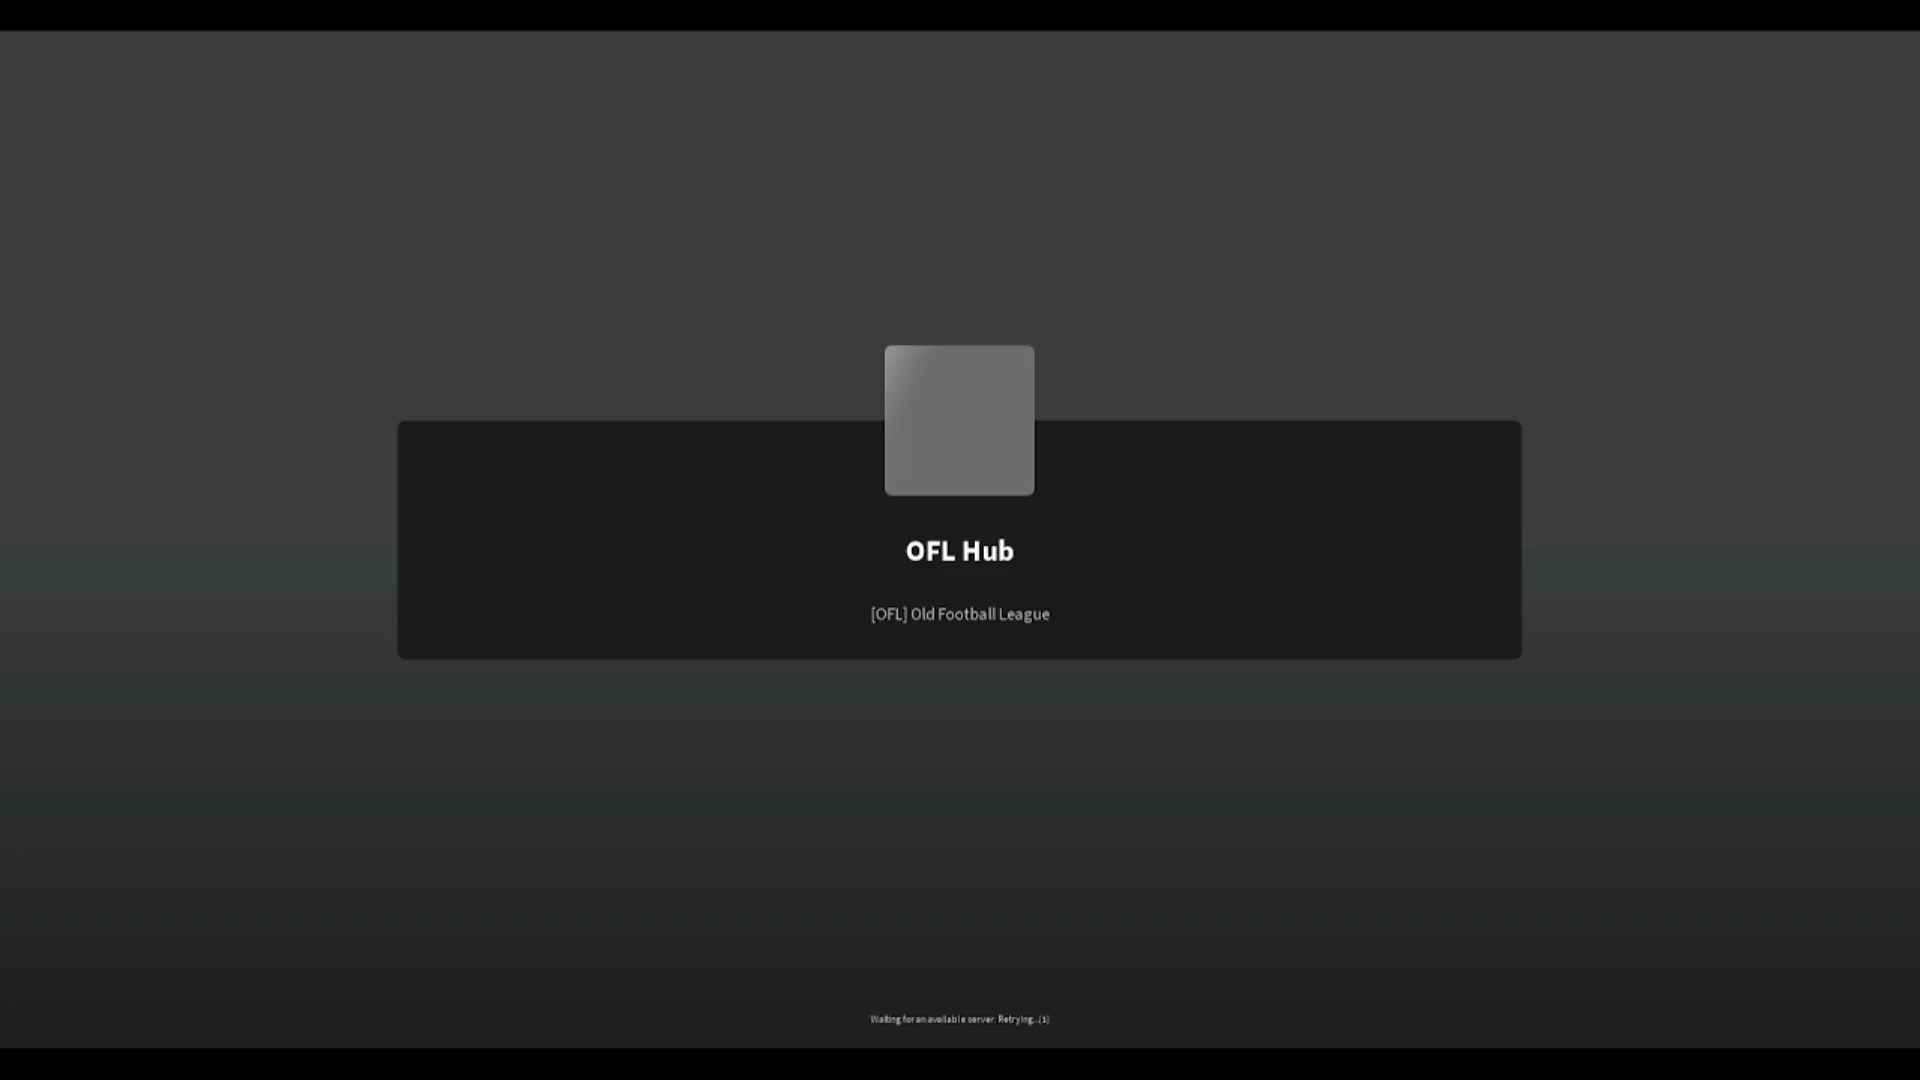 OFL Hub
[OFL] Old Football League
Waiting for an available server. Retrying...(1)